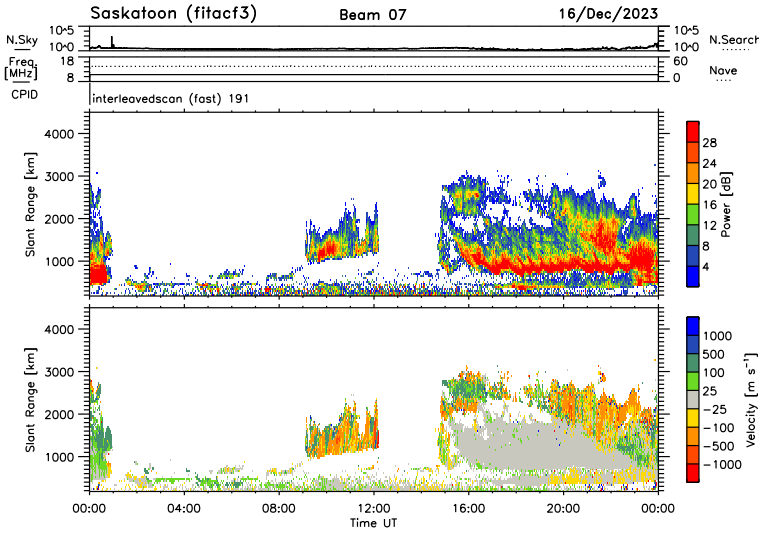 Saskatoon (fitacf3) Beam 07 16/Dec/2023
N.Sky 10^5 10^5 N.Search
10^0 10^0
Freq. [MHz] 18 60 Nave
8 0
CPID
interleavedscan (fast) 191
Slant Range [km]
4000
3000
2000
1000
Power [dB]
28
24
20
16
12
8
4
Slant Range [km]
4000
3000
2000
1000
Velocity [m s⁻¹]
1000
500
100
25
−25
−100
−500
−1000
00:00 04:00 08:00 12:00 16:00 20:00 00:00
Time UT